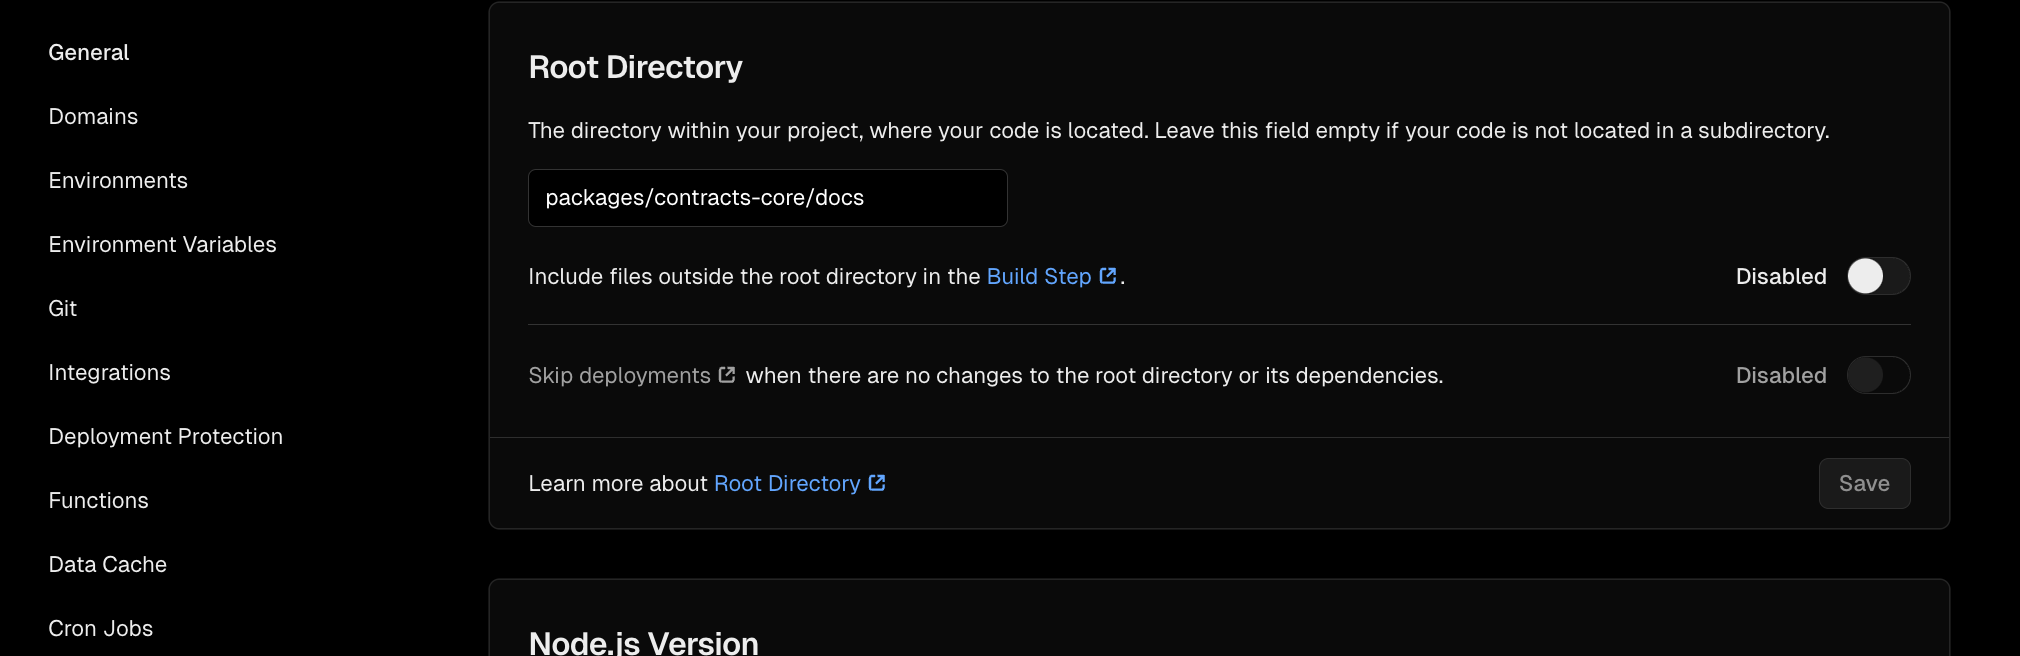 General
Domains
Environments
Environment Variables
Git
Integrations
Deployment Protection
Functions
Data Cache
Cron Jobs
Root Directory
The directory within your project, where your code is located. Leave this field empty if your code is not located in a subdirectory.
packages/contracts-core/docs
Include files outside the root directory in the Build Step.
Disabled
Skip deployments when there are no changes to the root directory or its dependencies.
Disabled
Learn more about Root Directory
Save
Node.js Version